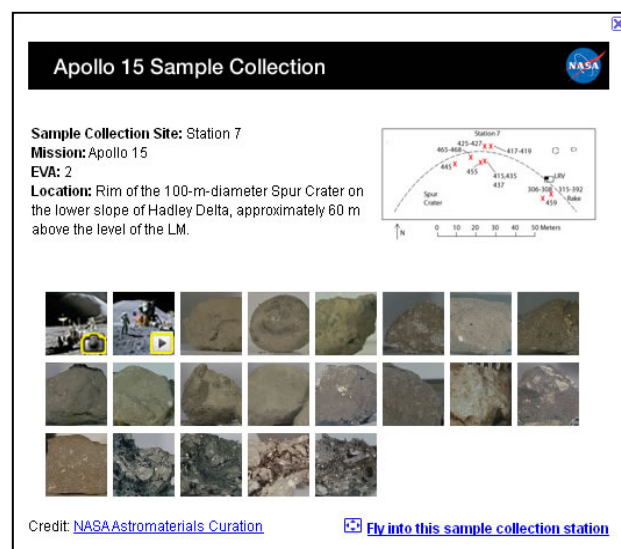 Apollo 15 Sample Collection
NASA
Sample Collection Site: Station 7
Mission: Apollo 15
EVA: 2
Location: Rim of the 100-m-diameter Spur Crater on
the lower slope of Hadley Delta, approximately 60 m
above the level of the LM.
Station 7
425-427
417-419
465-468
445
455
415,435
437
LRV
306-308
315-392
Rake
459
Spur
Crater
N
0 10 20 30 40 50 Meters
Credit: NASA Astromaterials Curation
Fly into this sample collection station